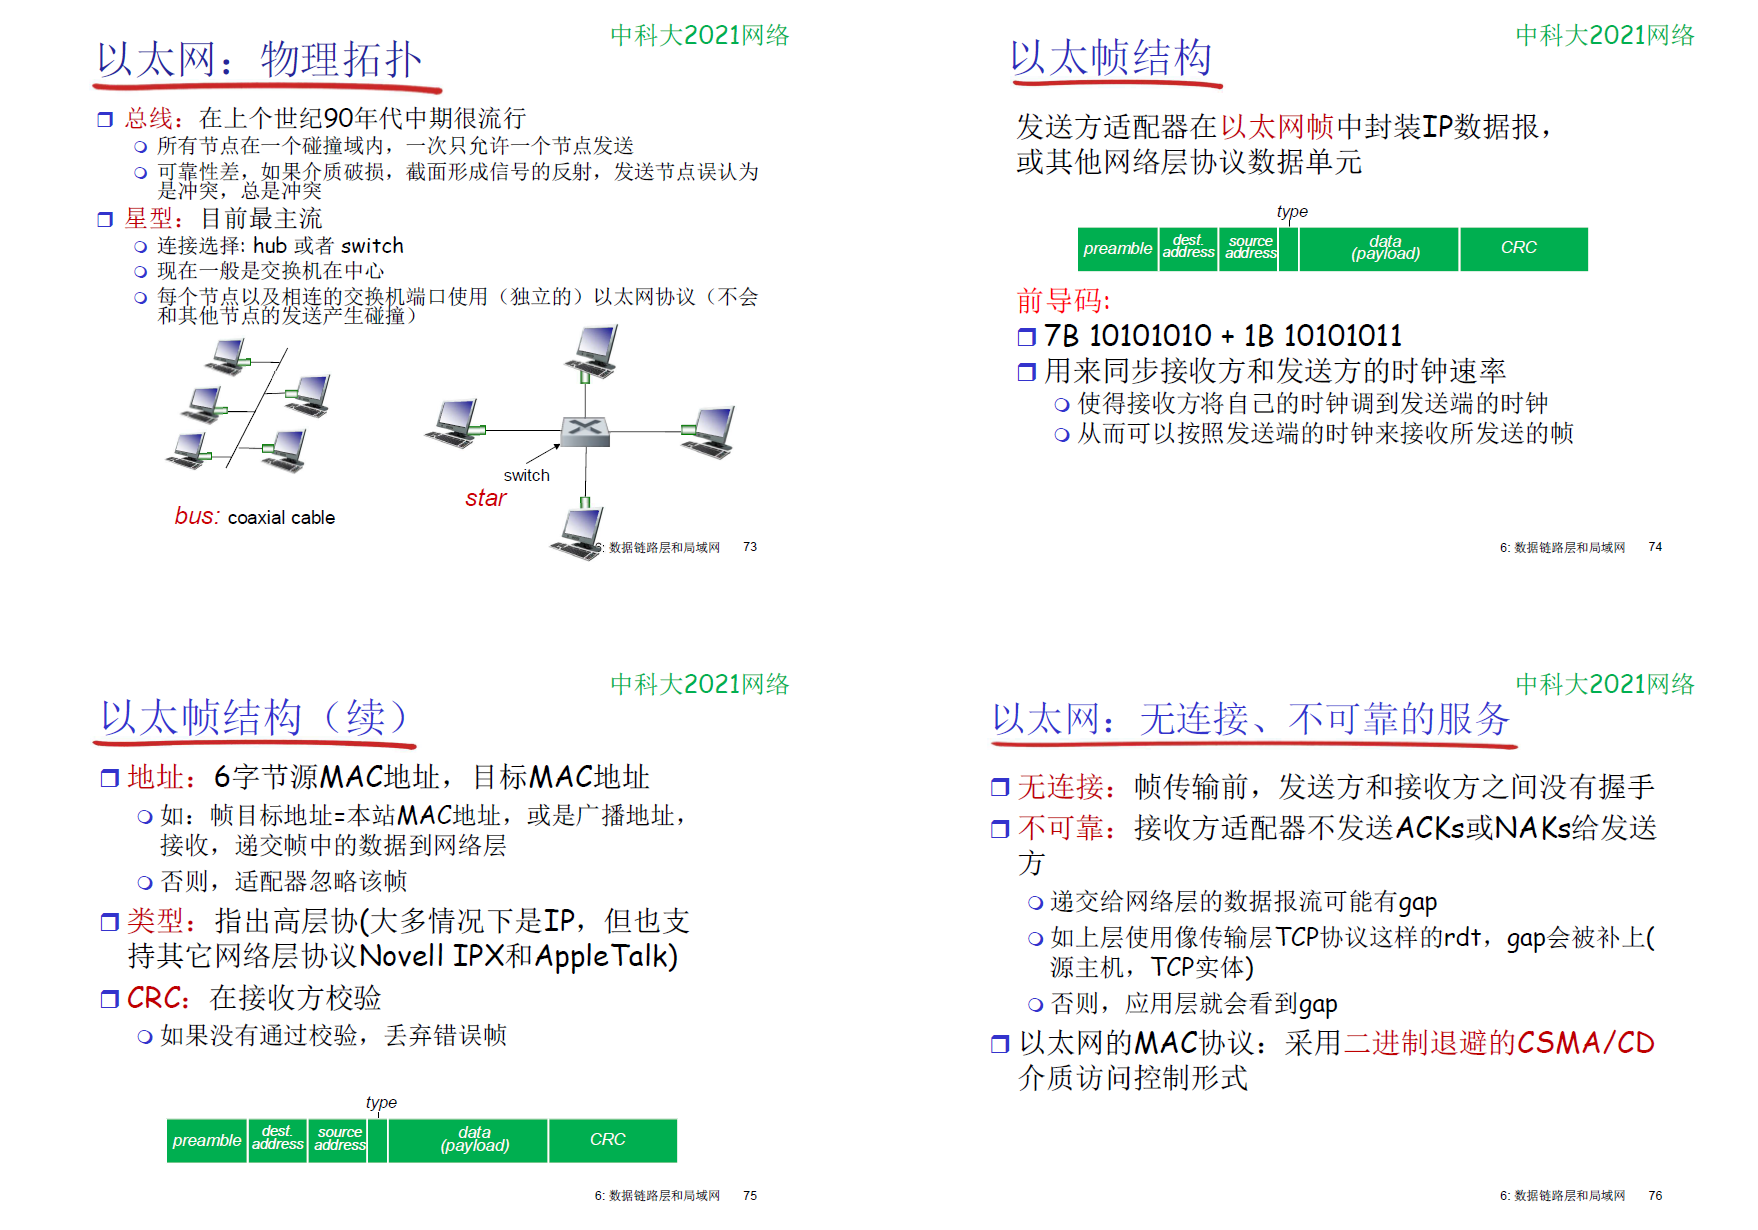 中科大2021网络
以太网：物理拓扑
总线：在上个世纪90年代中期很流行
所有节点在一个碰撞域内，一次只允许一个节点发送
可靠性差，如果介质破损，截面形成信号的反射，发送节点误认为
是冲突，总是冲突
星型：目前最主流
连接选择: hub 或者 switch
现在一般是交换机在中心
每个节点以及相连的交换机端口使用（独立的）以太网协议（不会
和其他节点的发送产生碰撞）
switch
star
bus: coaxial cable
6: 数据链路层和局域网 73
中科大2021网络
以太帧结构
发送方适配器在以太网帧中封装IP数据报，
或其他网络层协议数据单元
type
preamble dest. address source address data (payload) CRC
前导码:
7B 10101010 + 1B 10101011
用来同步接收方和发送方的时钟速率
使得接收方将自己的时钟调到发送端的时钟
从而可以按照发送端的时钟来接收所发送的帧
6: 数据链路层和局域网 74
中科大2021网络
以太帧结构（续）
地址：6字节源MAC地址，目标MAC地址
如：帧目标地址=本站MAC地址，或是广播地址，
接收，递交帧中的数据到网络层
否则，适配器忽略该帧
类型：指出高层协(大多情况下是IP，但也支
持其它网络层协议Novell IPX和AppleTalk)
CRC：在接收方校验
如果没有通过校验，丢弃错误帧
type
preamble dest. address source address data (payload) CRC
6: 数据链路层和局域网 75
中科大2021网络
以太网：无连接、不可靠的服务
无连接：帧传输前，发送方和接收方之间没有握手
不可靠：接收方适配器不发送ACKs或NAKs给发送
方
递交给网络层的数据报流可能有gap
如上层使用像传输层TCP协议这样的rdt，gap会被补上(
源主机，TCP实体)
否则，应用层就会看到gap
以太网的MAC协议：采用二进制退避的CSMA/CD
介质访问控制形式
6: 数据链路层和局域网 76